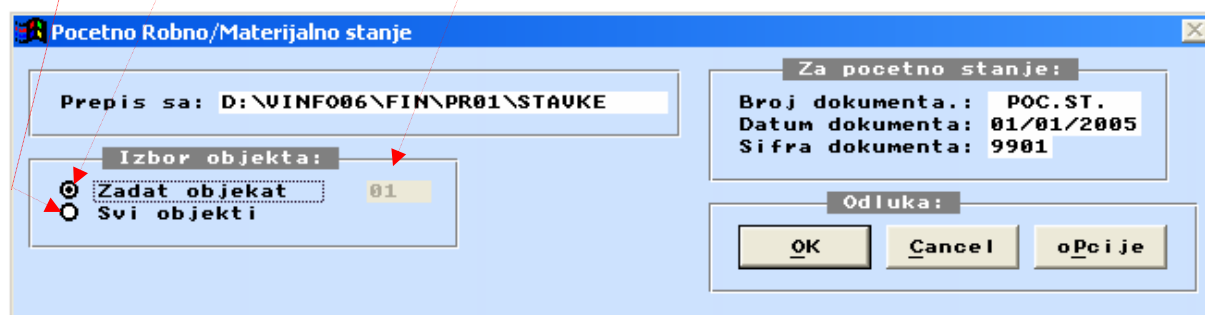 Pocetno Robno/Materijalno stanje
Prepis sa: D:\VINFO06\FIN\PR01\STAVKE
Izbor objekta:
Zadat objekat 01
Svi objekti
Za pocetno stanje:
Broj dokumenta.: POC.ST.
Datum dokumenta: 01/01/2005
Sifra dokumenta: 9901
Odluka:
OK Cancel oPcije